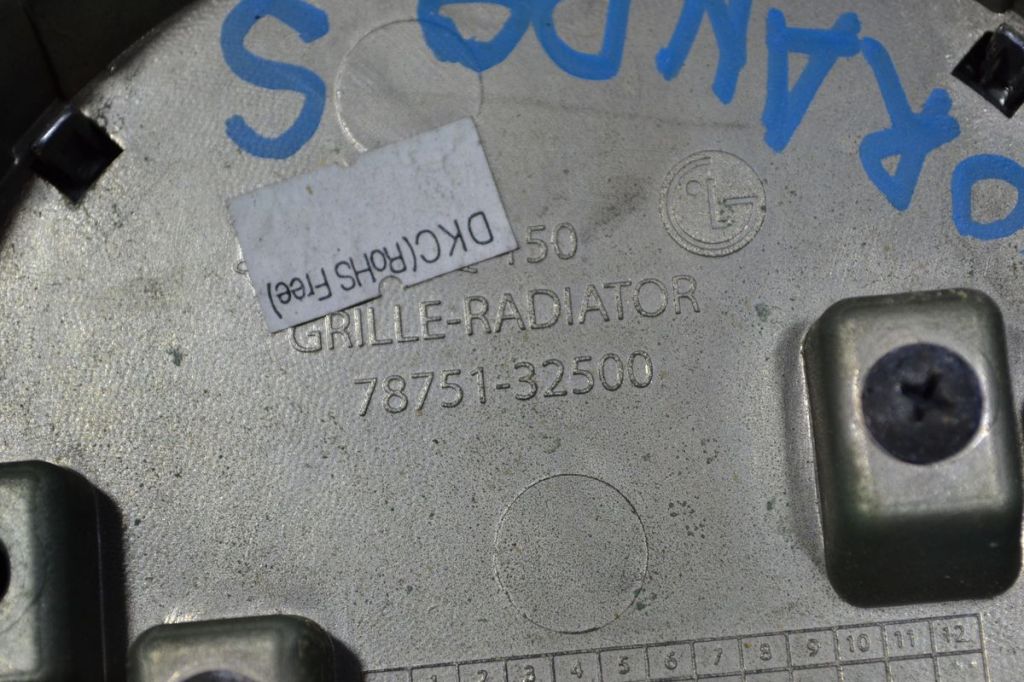 ORANDO S
DKC(RoHS Free)
LG
150
GRILLE-RADIATOR
78751-32500
1 2 3 4 5 6 7 8 9 10 11 12